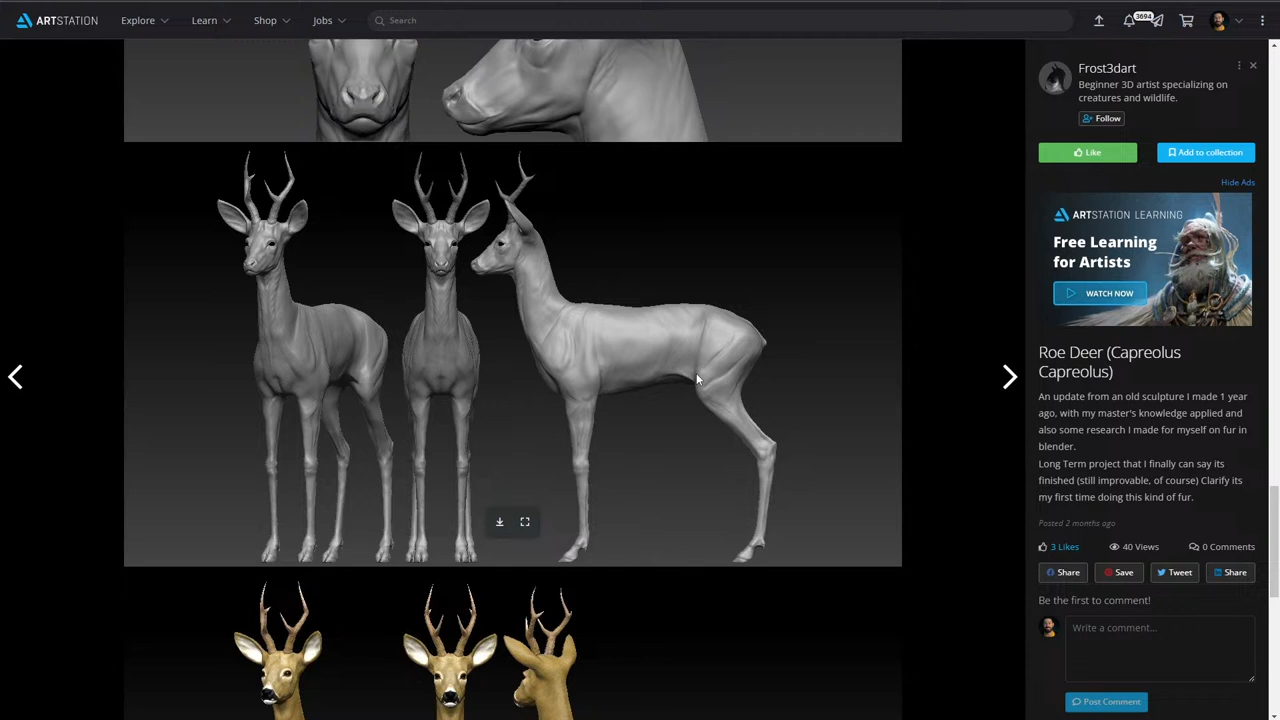 ARTSTATION
Explore
Learn
Shop
Jobs
Search
3694
Frost3dart
Beginner 3D artist specializing on
creatures and wildlife.
Follow
Like
Add to collection
Hide Ads
ARTSTATION LEARNING
Free Learning
for Artists
WATCH NOW
Roe Deer (Capreolus
Capreolus)
An update from an old sculpture I made 1 year
ago, with my master's knowledge applied and
also some research I made for myself on fur in
blender.
Long Term project that I finally can say its
finished (still improvable, of course) Clarify its
my first time doing this kind of fur.
Posted 2 months ago
3 Likes
40 Views
0 Comments
Share
Save
Tweet
Share
Be the first to comment!
Write a comment...
Post Comment